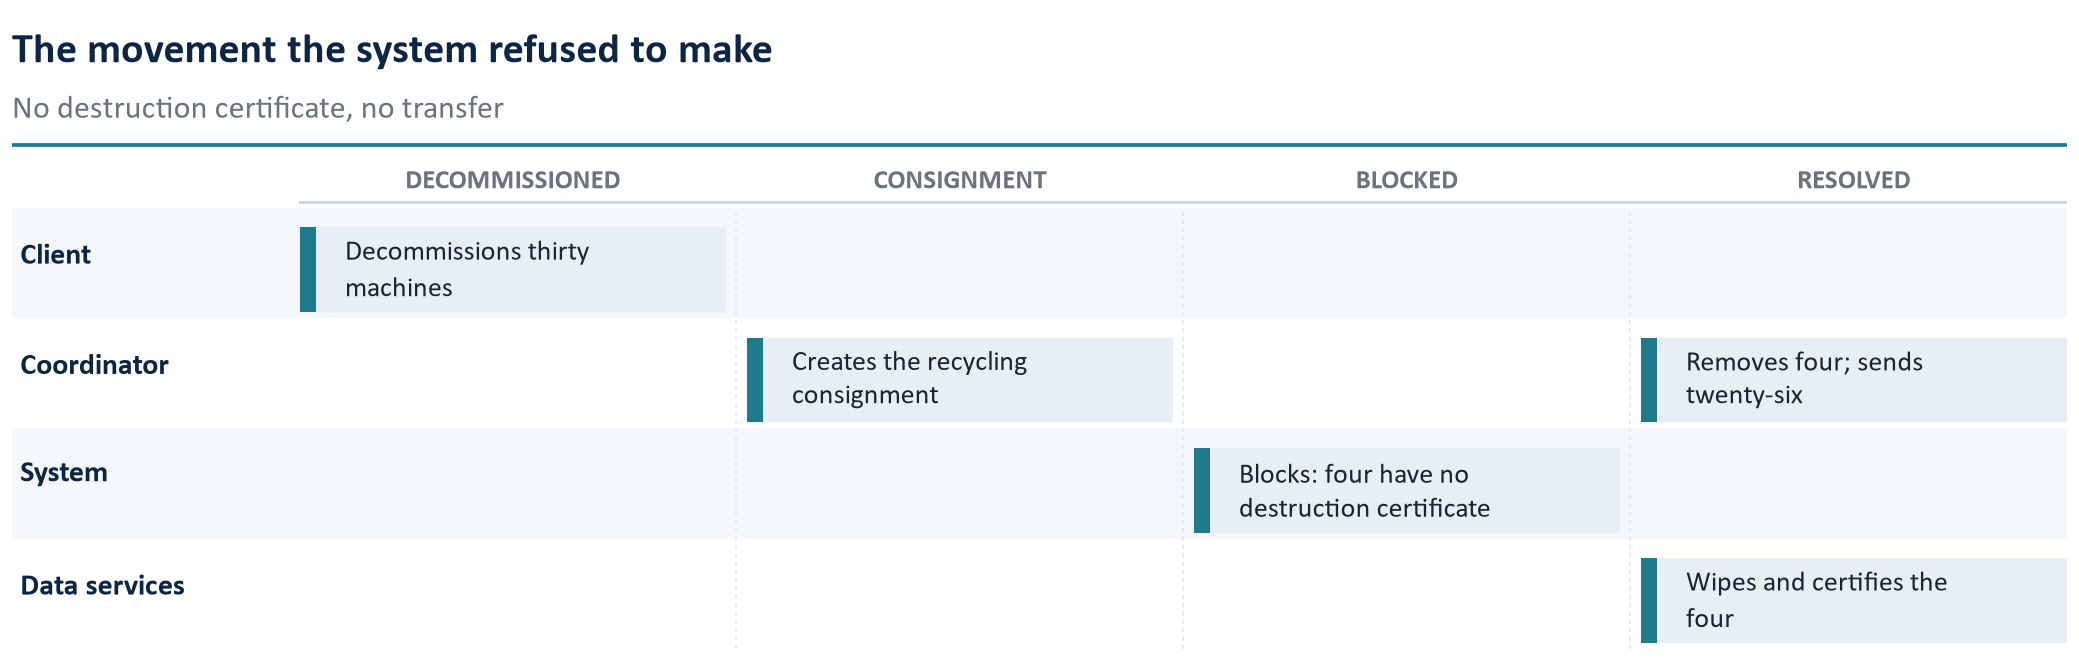 The movement the system refused to make
No destruction certificate, no transfer
DECOMMISSIONED
CONSIGNMENT
BLOCKED
RESOLVED
Client
Decommissions thirty
machines
Coordinator
Creates the recycling
consignment
Removes four; sends
twenty-six
System
Blocks: four have no
destruction certificate
Data services
Wipes and certifies the
four